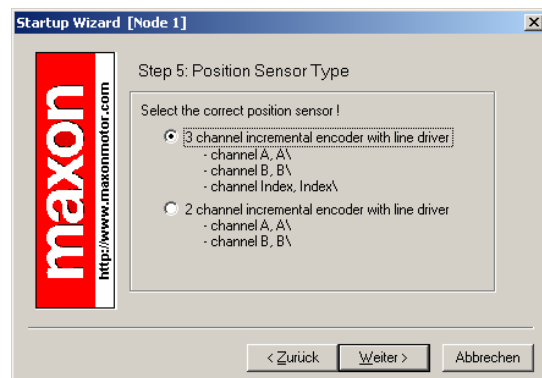 Startup Wizard [Node 1]
maxon
http://www.maxonmotor.com
Step 5: Position Sensor Type
Select the correct position sensor !
3 channel incremental encoder with line driver
- channel A, A\
- channel B, B\
- channel Index, Index\
2 channel incremental encoder with line driver
- channel A, A\
- channel B, B\
< Zurück
Weiter >
Abbrechen